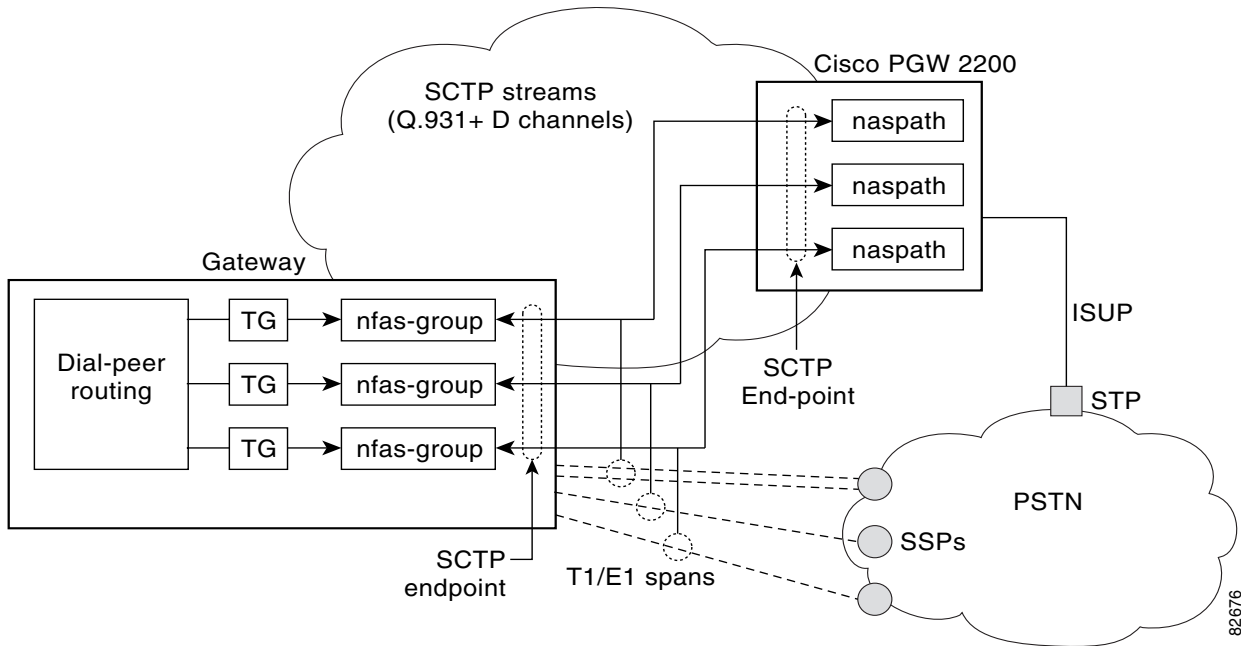 Cisco PGW 2200
SCTP streams
(Q.931+ D channels)
naspath
naspath
naspath
Gateway
Dial-peer
routing
TG
nfas-group
TG
nfas-group
TG
nfas-group
SCTP
End-point
ISUP
STP
PSTN
SSPs
SCTP
endpoint
T1/E1 spans
82676